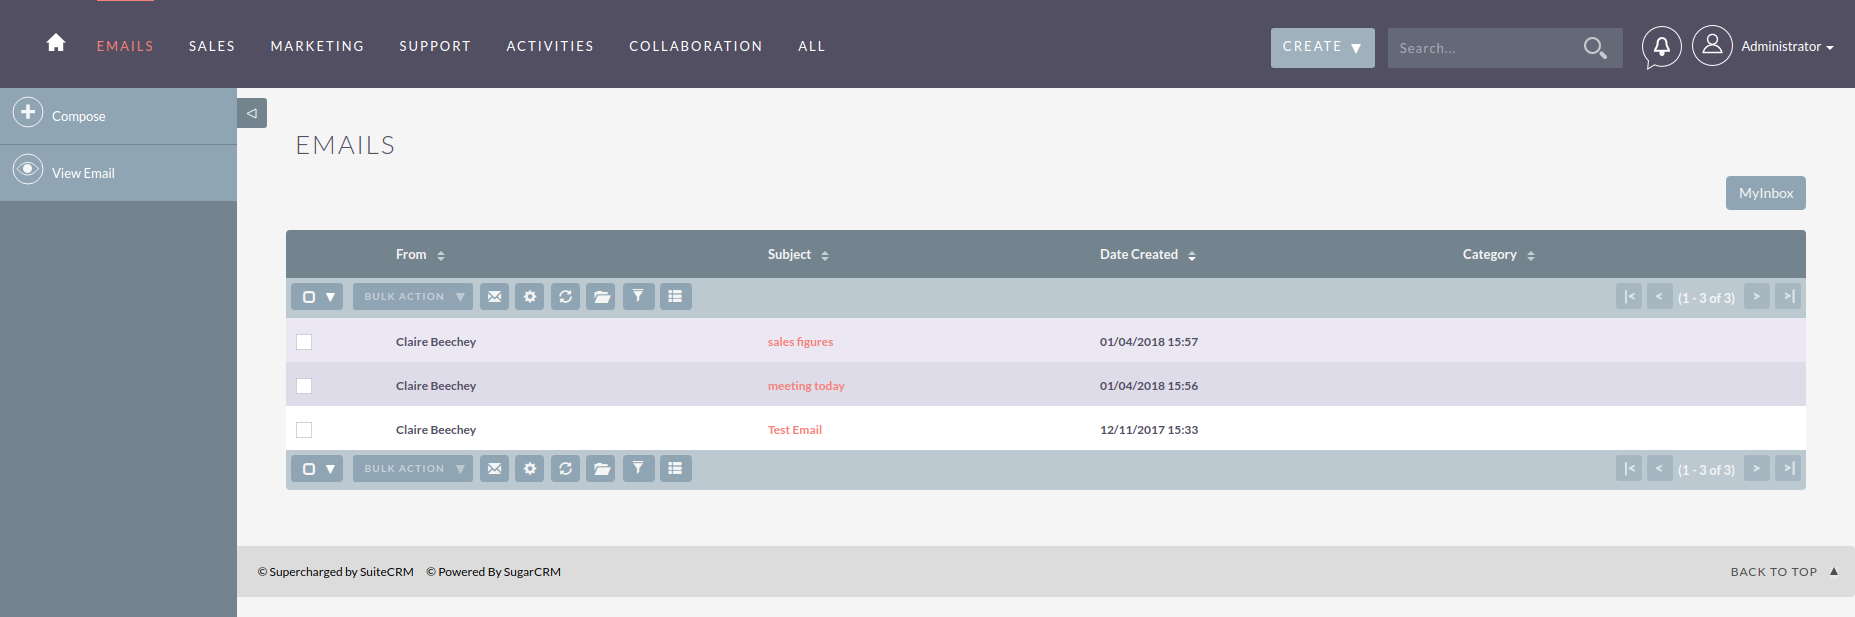 EMAILS SALES MARKETING SUPPORT ACTIVITIES COLLABORATION ALL CREATE Search... Administrator
Compose
View Email
EMAILS
MyInbox
From Subject Date Created Category
BULK ACTION (1 - 3 of 3)
Claire Beechey sales figures 01/04/2018 15:57
Claire Beechey meeting today 01/04/2018 15:56
Claire Beechey Test Email 12/11/2017 15:33
BULK ACTION (1 - 3 of 3)
© Supercharged by SuiteCRM © Powered By SugarCRM BACK TO TOP